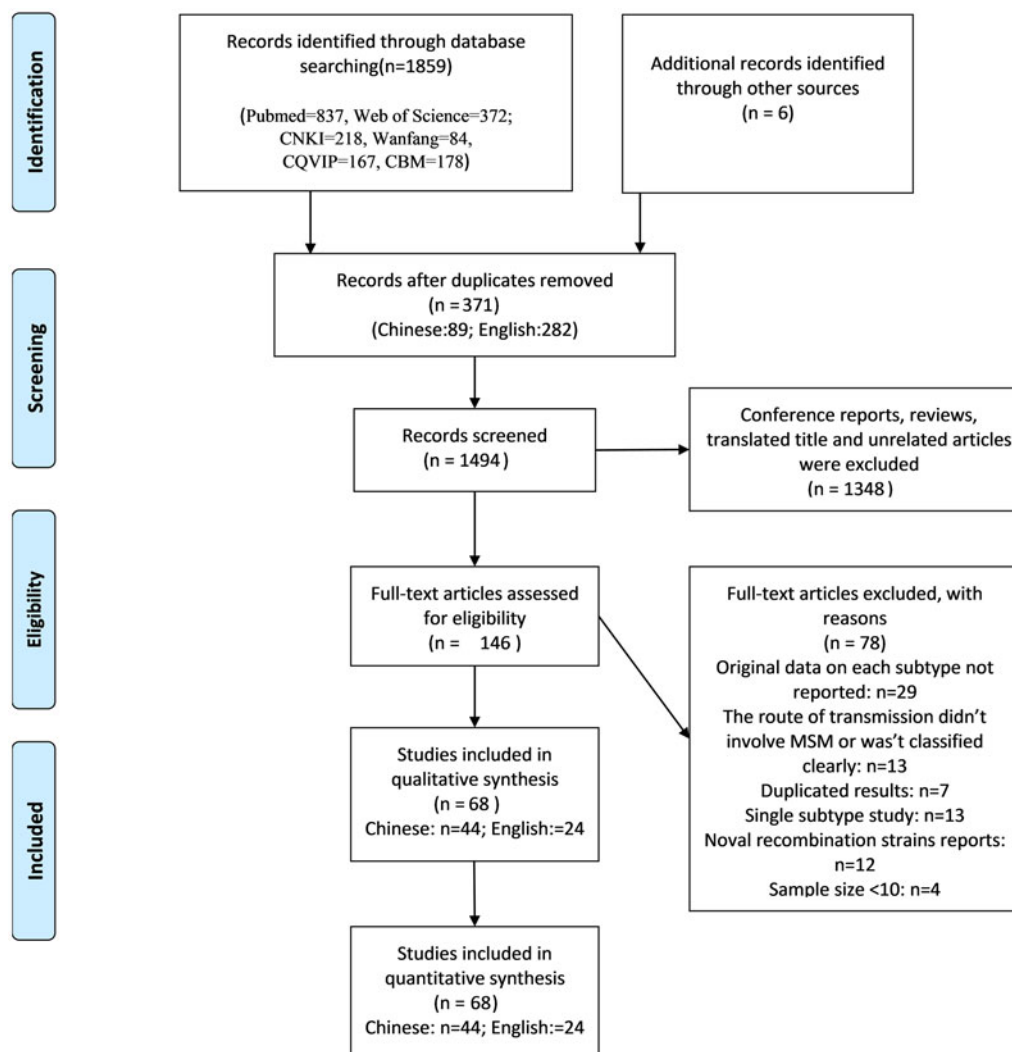 Identification
Records identified through database
searching(n=1859)
(Pubmed=837, Web of Science=372;
CNKI=218, Wanfang=84,
CQVIP=167, CBM=178)
Additional records identified
through other sources
(n = 6)
Screening
Records after duplicates removed
(n = 371)
(Chinese:89; English:282)
Records screened
n = 1494 )
Conference reports, reviews,
translated title and unrelated articles
were excluded
(n = 1348 )
Eligibility
Full-text articles assessed
for eligibility
(n = 146 )
Full-text articles excluded, with
reasons
(n = 78)
Original data on each subtype not
reported: n=29
The route of transmission didn’t
involve MSM or was’t classified
clearly: n=13
Duplicated results: n=7
Single subtype study: n=13
Noval recombination strains reports:
n=12
Sample size <10: n=4
Included
Studies included in
qualitative synthesis
(n = 68 )
Chinese: n=44; English:=24
Studies included in
quantitative synthesis
(n = 68)
Chinese: n=44; English:=24